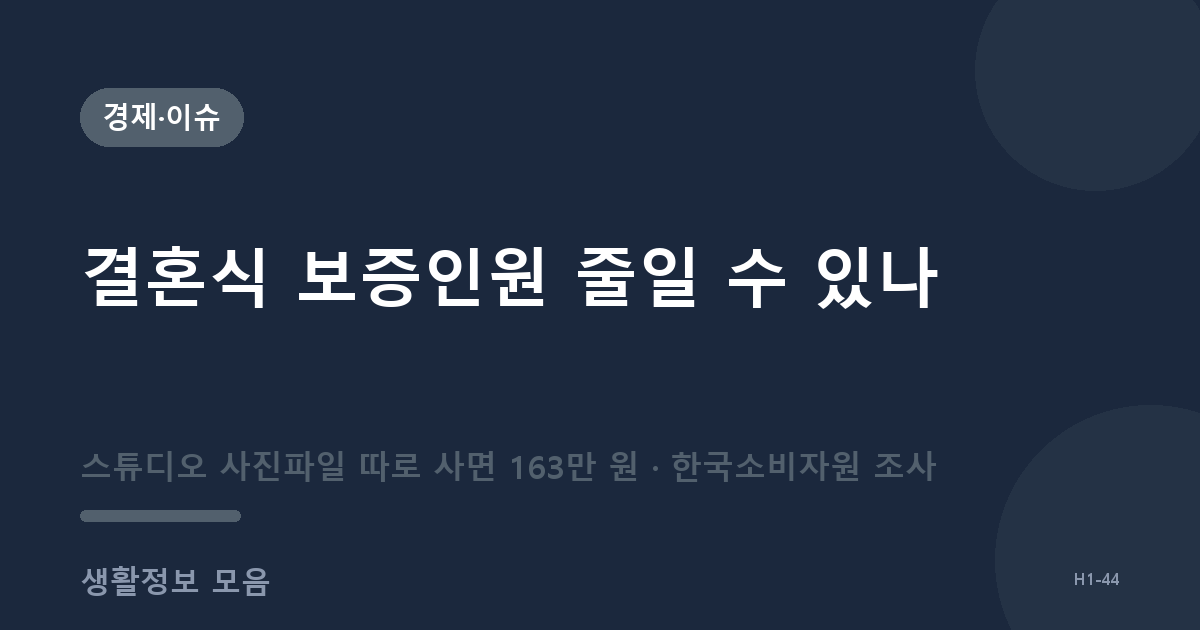 경제·이슈
결혼식 보증인원 줄일 수 있나
스튜디오 사진파일 따로 사면 163만 원 · 한국소비자원 조사
생활정보 모음
H1-44